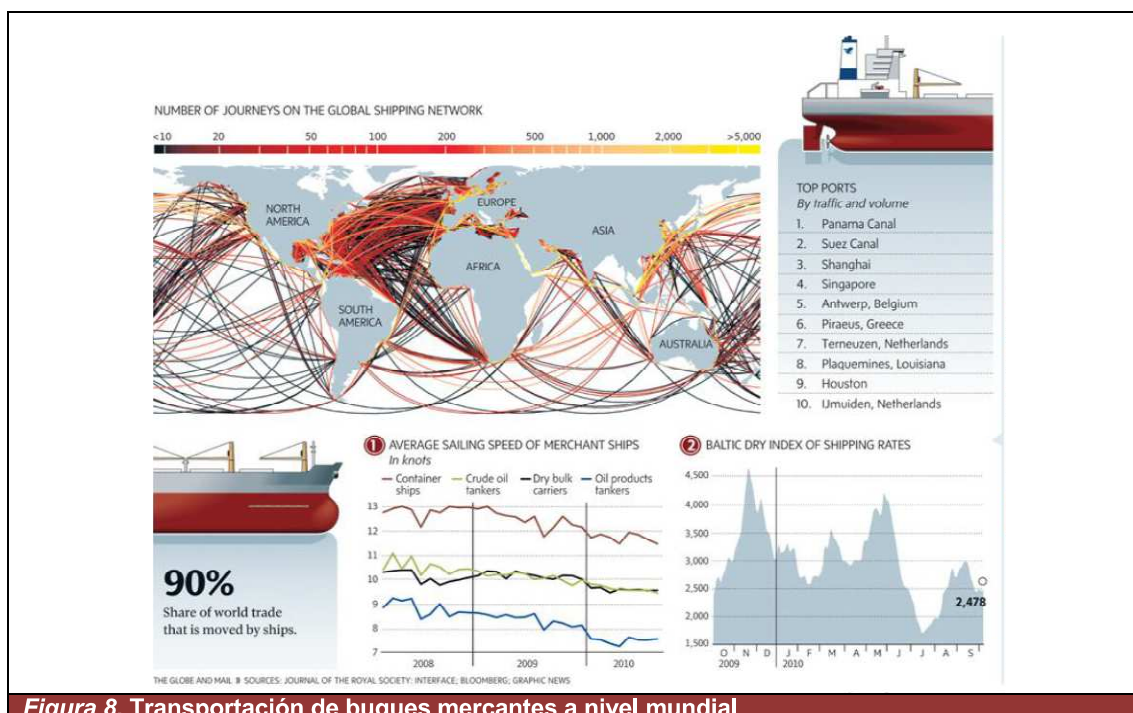 NUMBER OF JOURNEYS ON THE GLOBAL SHIPPING NETWORK
<10 20 50 100 200 500 1,000 2,000 >5,000
NORTH
AMERICA
EUROPE
ASIA
AFRICA
SOUTH
AMERICA
AUSTRALIA
TOP PORTS
By traffic and volume
1. Panama Canal
2. Suez Canal
3. Shanghai
4. Singapore
5. Antwerp, Belgium
6. Piraeus, Greece
7. Terneuzen, Netherlands
8. Plaquemines, Louisiana
9. Houston
10. IJmuiden, Netherlands
90%
Share of world trade
that is moved by ships.
1 AVERAGE SAILING SPEED OF MERCHANT SHIPS
In knots
Container ships
Crude oil tankers
Dry bulk carriers
Oil products tankers
13
12
11
10
9
8
7
2008 2009 2010
2 BALTIC DRY INDEX OF SHIPPING RATES
4,500
4,000
3,500
3,000
2,500
2,000
1,500
2,478
O N D J F M A M J J A S
2009 2010
THE GLOBE AND MAIL SOURCES: JOURNAL OF THE ROYAL SOCIETY: INTERFACE; BLOOMBERG; GRAPHIC NEWS
Figura 8. Transportación de buques mercantes a nivel mundial